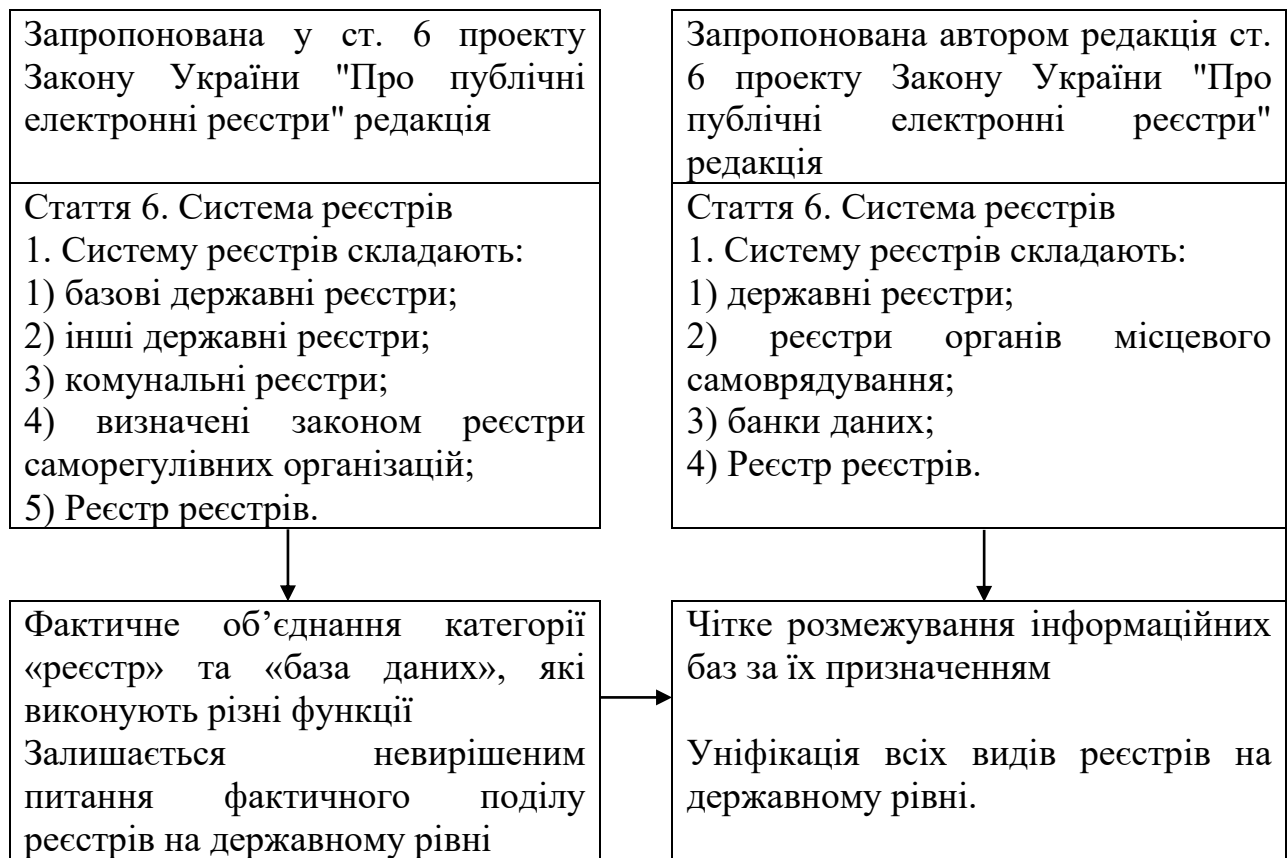 Запропонована у ст. 6 проекту
Закону України "Про публічні
електронні реєстри" редакція
Стаття 6. Система реєстрів
1. Систему реєстрів складають:
1) базові державні реєстри;
2) інші державні реєстри;
3) комунальні реєстри;
4) визначені законом реєстри
саморегулівних організацій;
5) Реєстр реєстрів.
Фактичне об’єднання категорії
«реєстр» та «база даних», які
виконують різні функції
Залишається невирішеним
питання фактичного поділу
реєстрів на державному рівні
Запропонована автором редакція ст.
6 проекту Закону України "Про
публічні електронні реєстри"
редакція
Стаття 6. Система реєстрів
1. Систему реєстрів складають:
1) державні реєстри;
2) реєстри органів місцевого
самоврядування;
3) банки даних;
4) Реєстр реєстрів.
Чітке розмежування інформаційних
баз за їх призначенням
Уніфікація всіх видів реєстрів на
державному рівні.